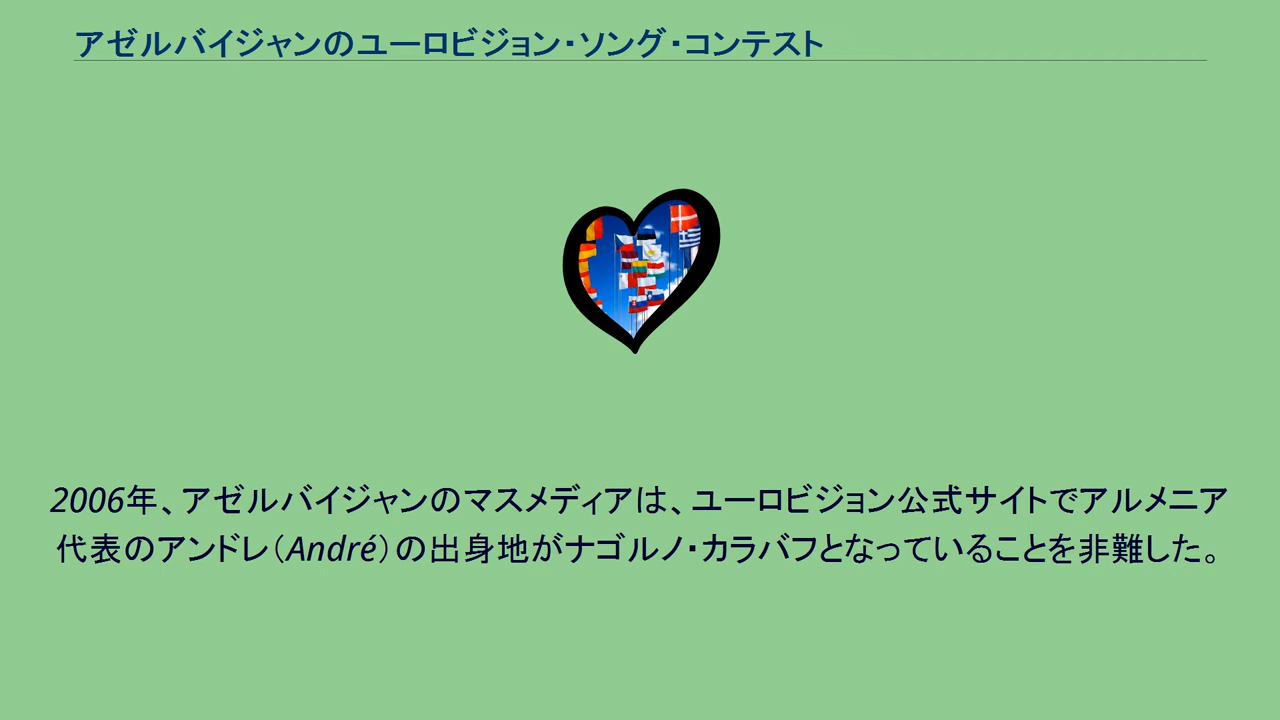 アゼルバイジャンのユーロビジョン・ソング・コンテスト
2006年、アゼルバイジャンのマスメディアは、ユーロビジョン公式サイトでアルメニア
代表のアンドレ（André）の出身地がナゴルノ・カラバフとなっていることを非難した。